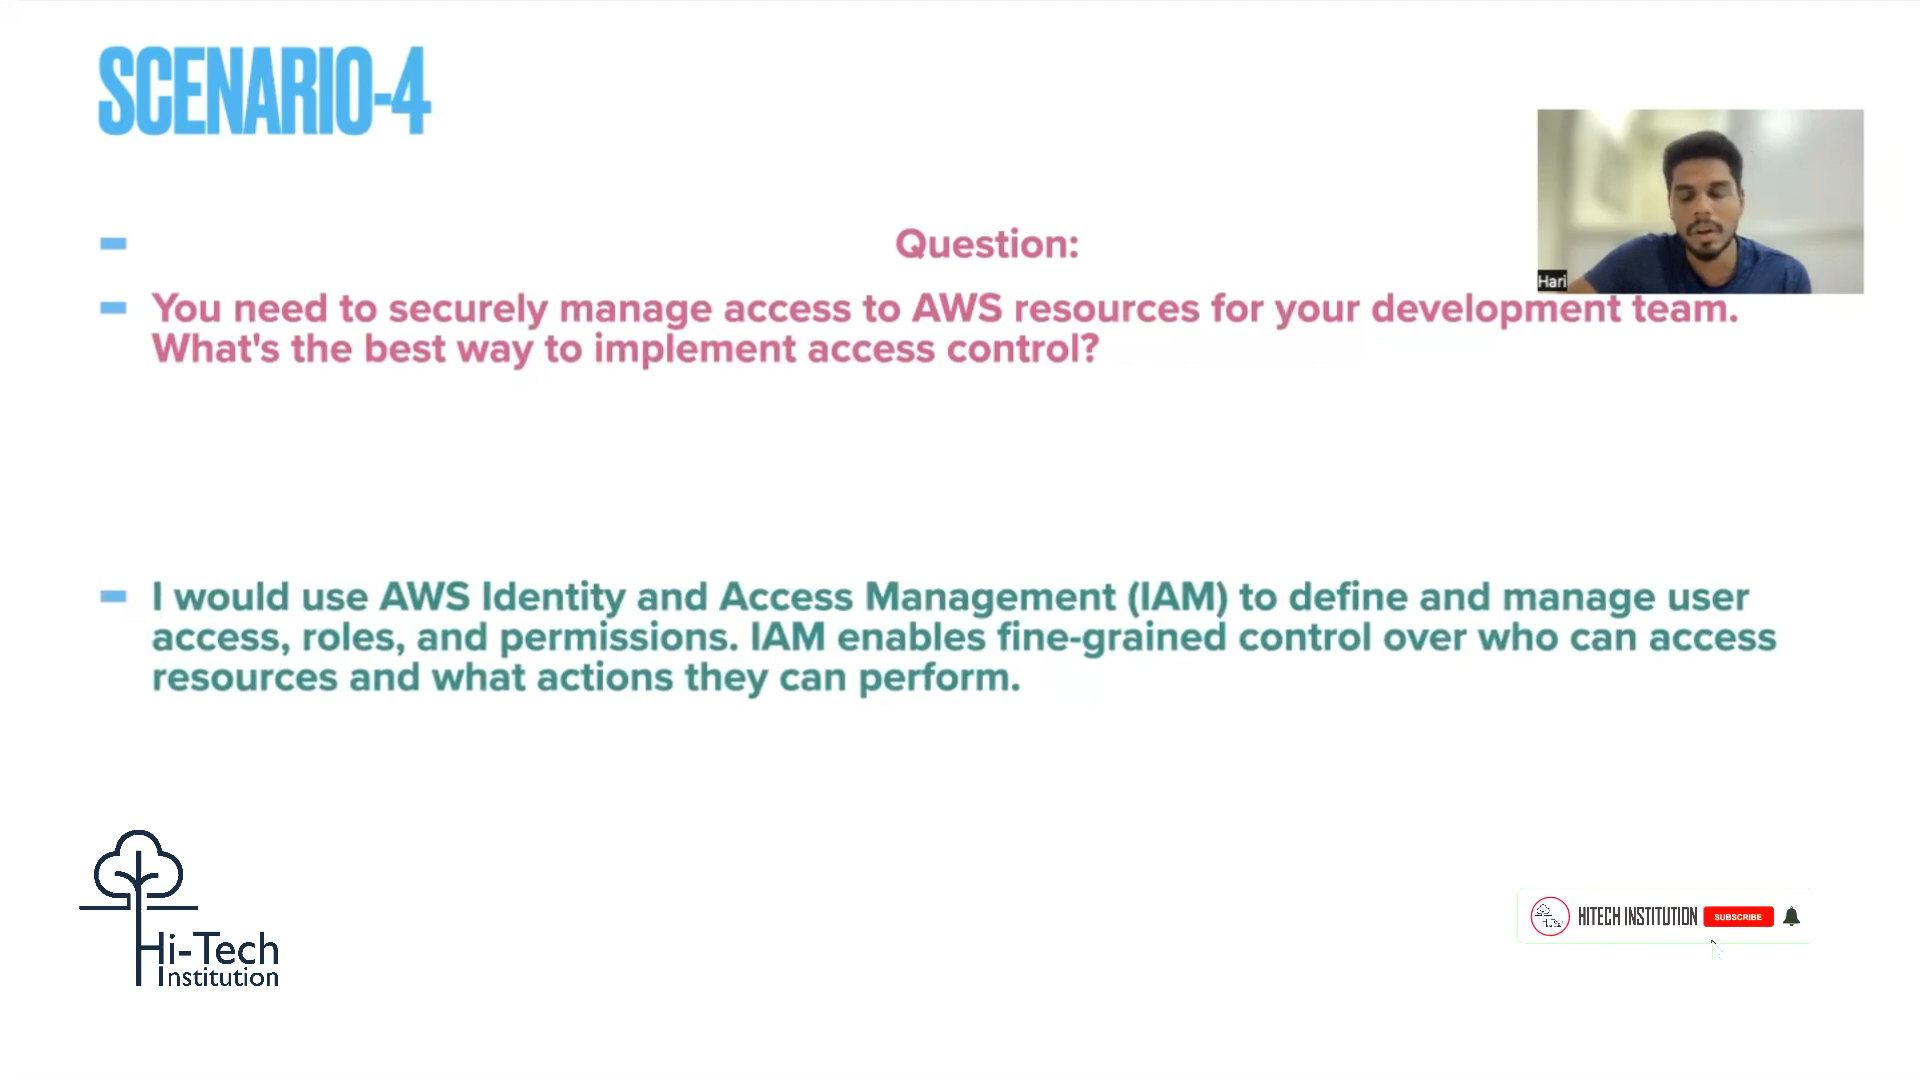 SCENARIO-4
Hari
Question:
You need to securely manage access to AWS resources for your development team.
What's the best way to implement access control?
I would use AWS Identity and Access Management (IAM) to define and manage user
access, roles, and permissions. IAM enables fine-grained control over who can access
resources and what actions they can perform.
Hi-Tech
Institution
HITECH INSTITUTION
SUBSCRIBE